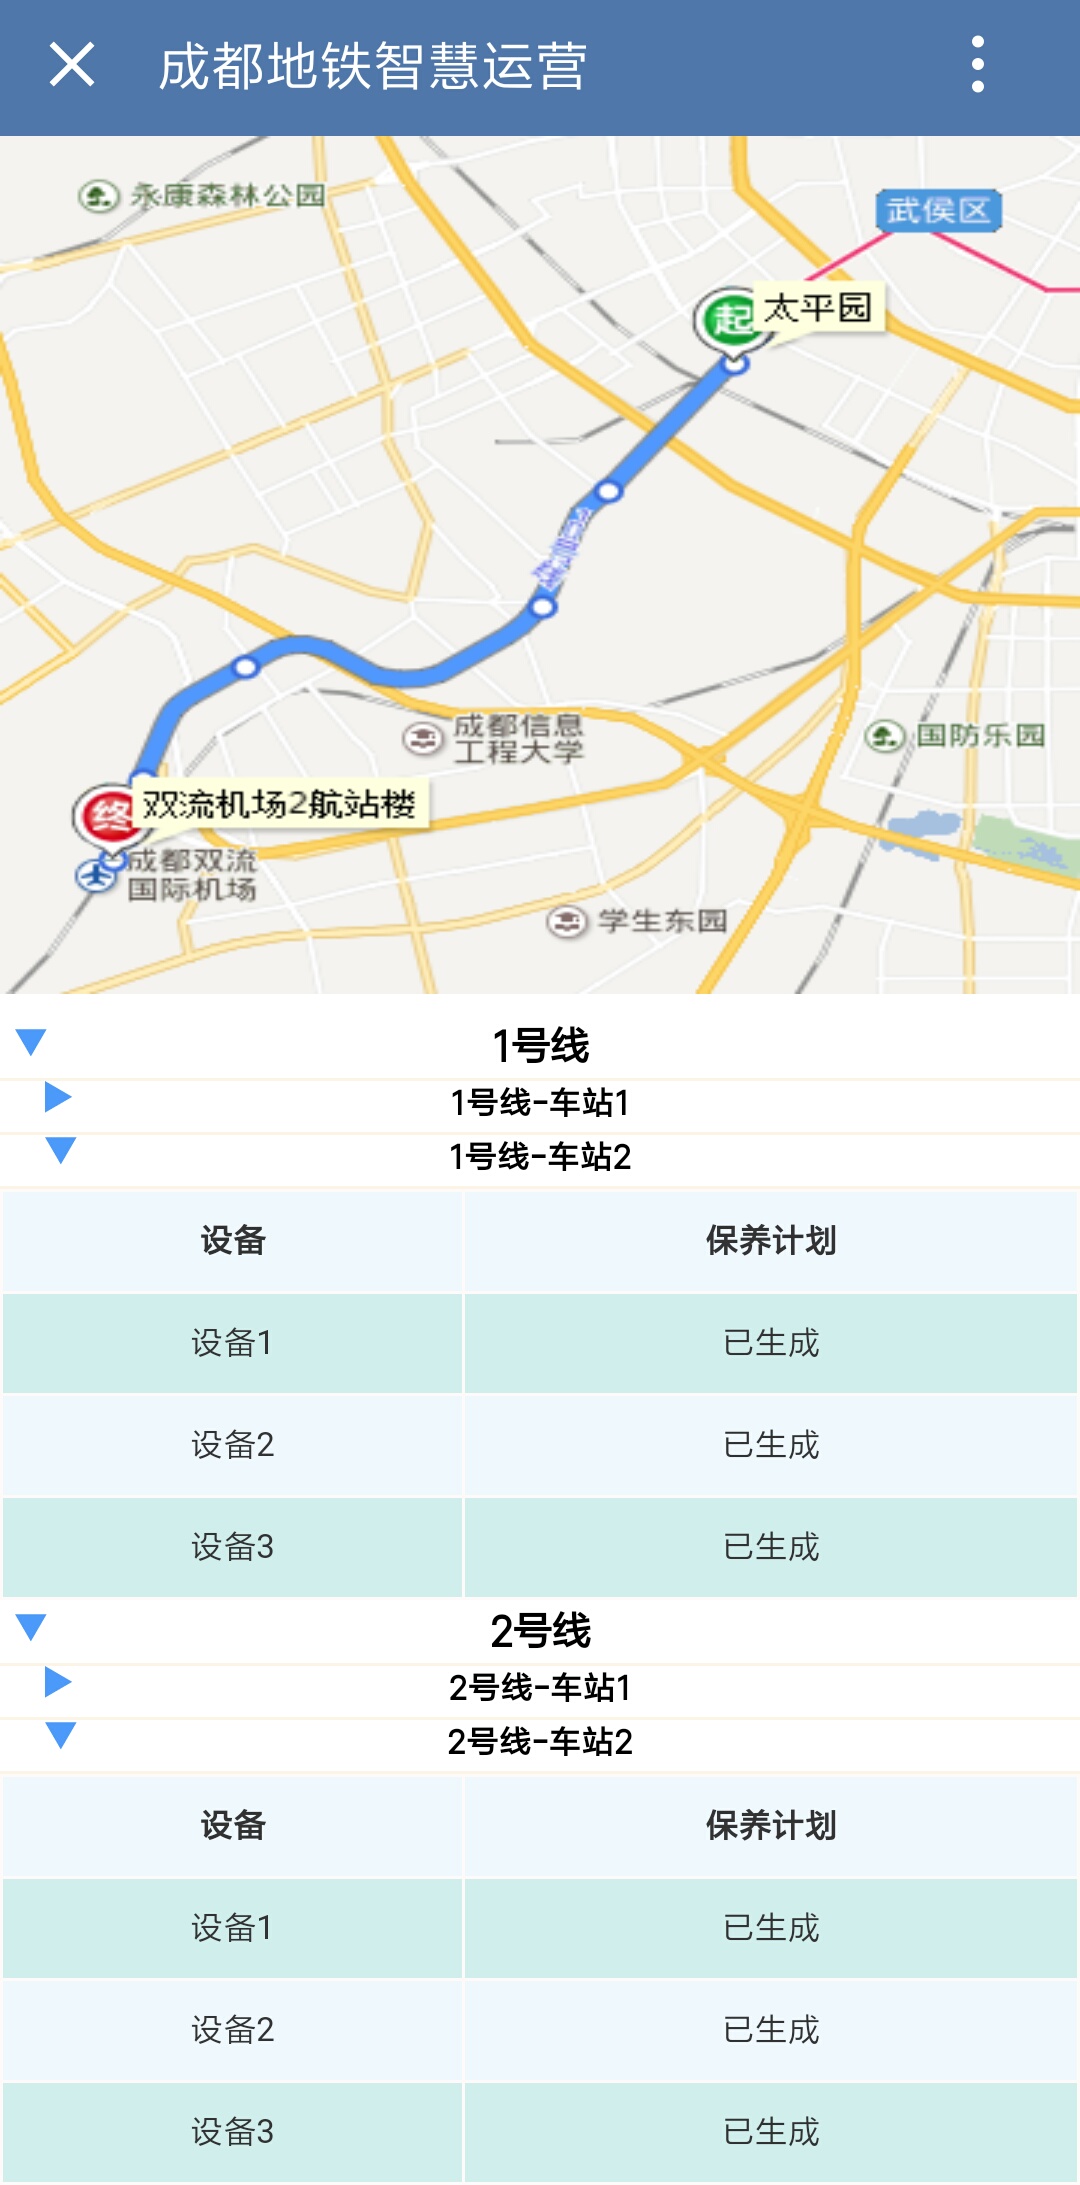 成都地铁智慧运营
永康森林公园
武侯区
起
太平园
成都信息
工程大学
国防乐园
终
双流机场2航站楼
成都双流
国际机场
学生东园
1号线
1号线-车站1
1号线-车站2
设备 保养计划
设备1 已生成
设备2 已生成
设备3 已生成
2号线
2号线-车站1
2号线-车站2
设备 保养计划
设备1 已生成
设备2 已生成
设备3 已生成